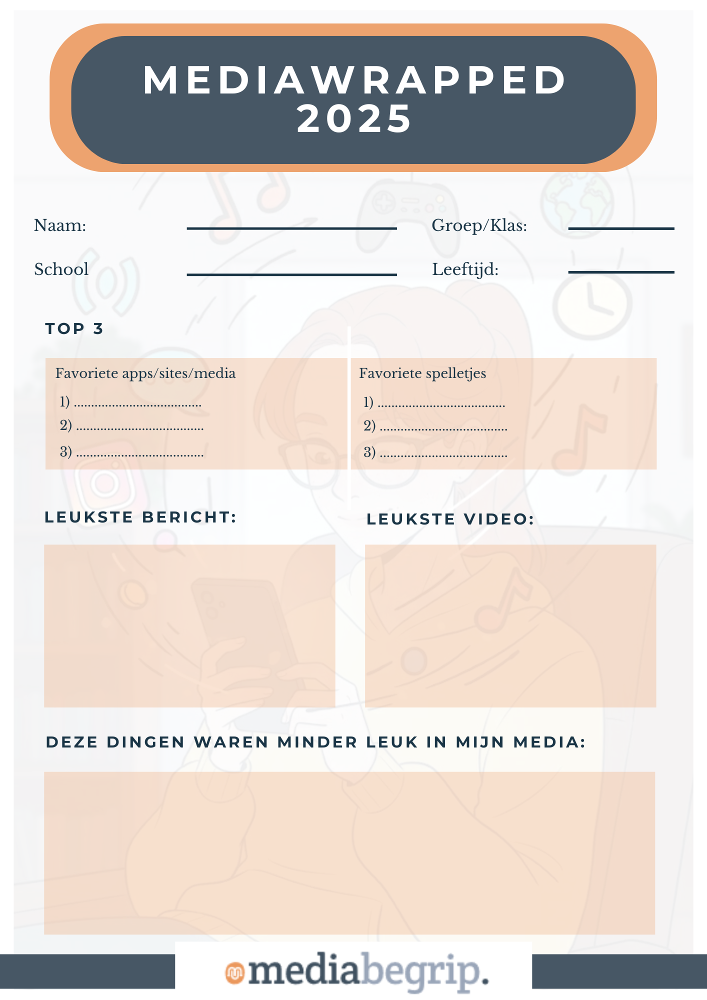 MEDIAWRAPPED
2025
Naam:
Groep/Klas:
School
Leeftijd:
TOP 3
Favoriete apps/sites/media
1) .....................................
2) .....................................
3) .....................................
Favoriete spelletjes
1) .....................................
2) .....................................
3) .....................................
LEUKSTE BERICHT:
LEUKSTE VIDEO:
DEZE DINGEN WAREN MINDER LEUK IN MIJN MEDIA:
mediabegrip.